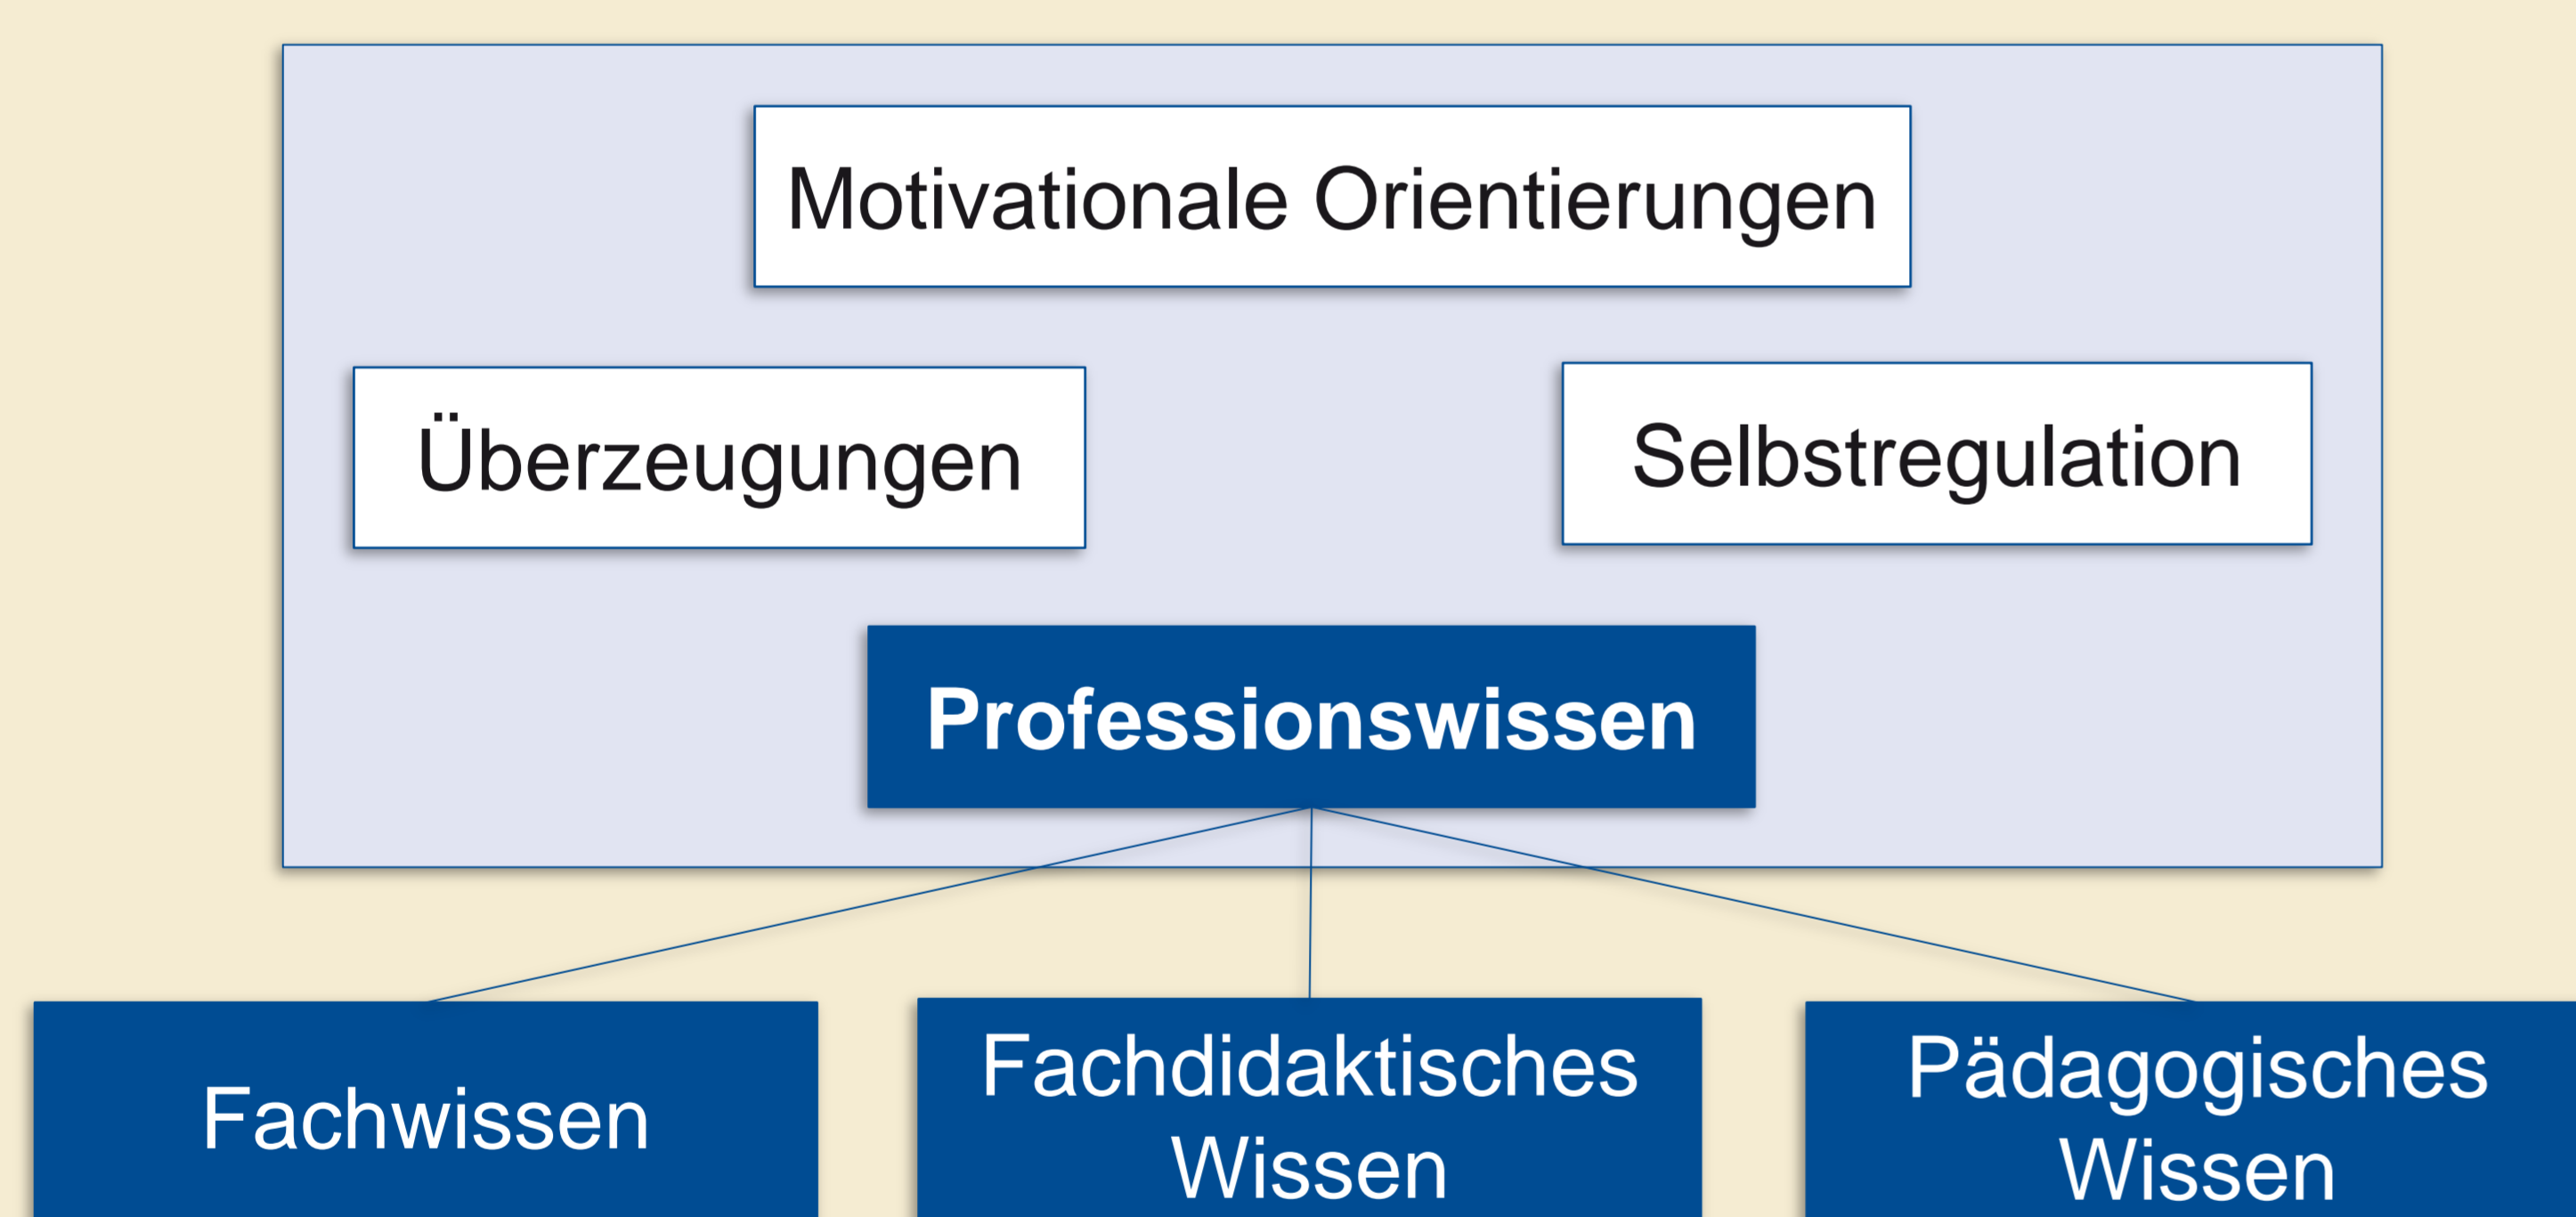 Motivationale Orientierungen
Überzeugungen
Selbstregulation
Professionswissen
Fachwissen
Fachdidaktisches
Wissen
Pädagogisches
Wissen